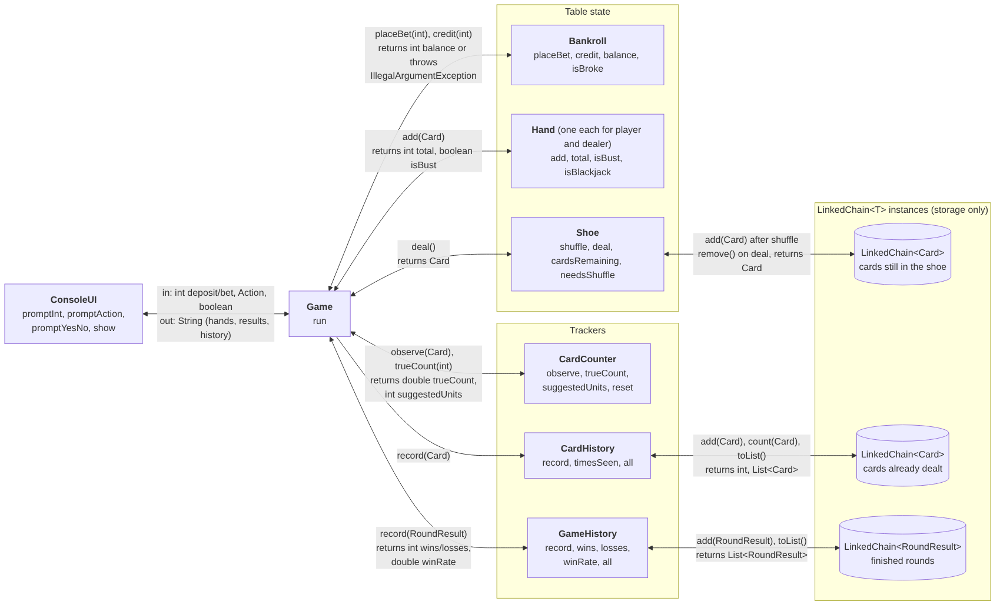 Table state
placeBet(int), credit(int)
returns int balance or
throws
IllegalArgumentException
Bankroll
placeBet, credit, balance,
isBroke
add(Card)
returns int total, boolean
isBust
Hand (one each for player
and dealer)
add, total, isBust,
isBlackjack
deal()
returns Card
Shoe
shuffle, deal,
cardsRemaining,
needsShuffle
add(Card) after shuffle
remove() on deal, returns
Card
LinkedChain<T> instances (storage only)
LinkedChain<Card>
cards still in the shoe
ConsoleUI
promptInt, promptAction,
promptYesNo, show
in: int deposit/bet, Action,
boolean
out: String (hands, results,
history)
Game
run
Trackers
observe(Card),
trueCount(int)
returns double trueCount,
int suggestedUnits
CardCounter
observe, trueCount,
suggestedUnits, reset
record(Card)
CardHistory
record, timesSeen, all
add(Card), count(Card),
toList()
returns int, List<Card>
LinkedChain<Card>
cards already dealt
record(RoundResult)
returns int wins/losses,
double winRate
GameHistory
record, wins, losses,
winRate, all
add(RoundResult), toList()
returns List<RoundResult>
LinkedChain<RoundResult>
finished rounds